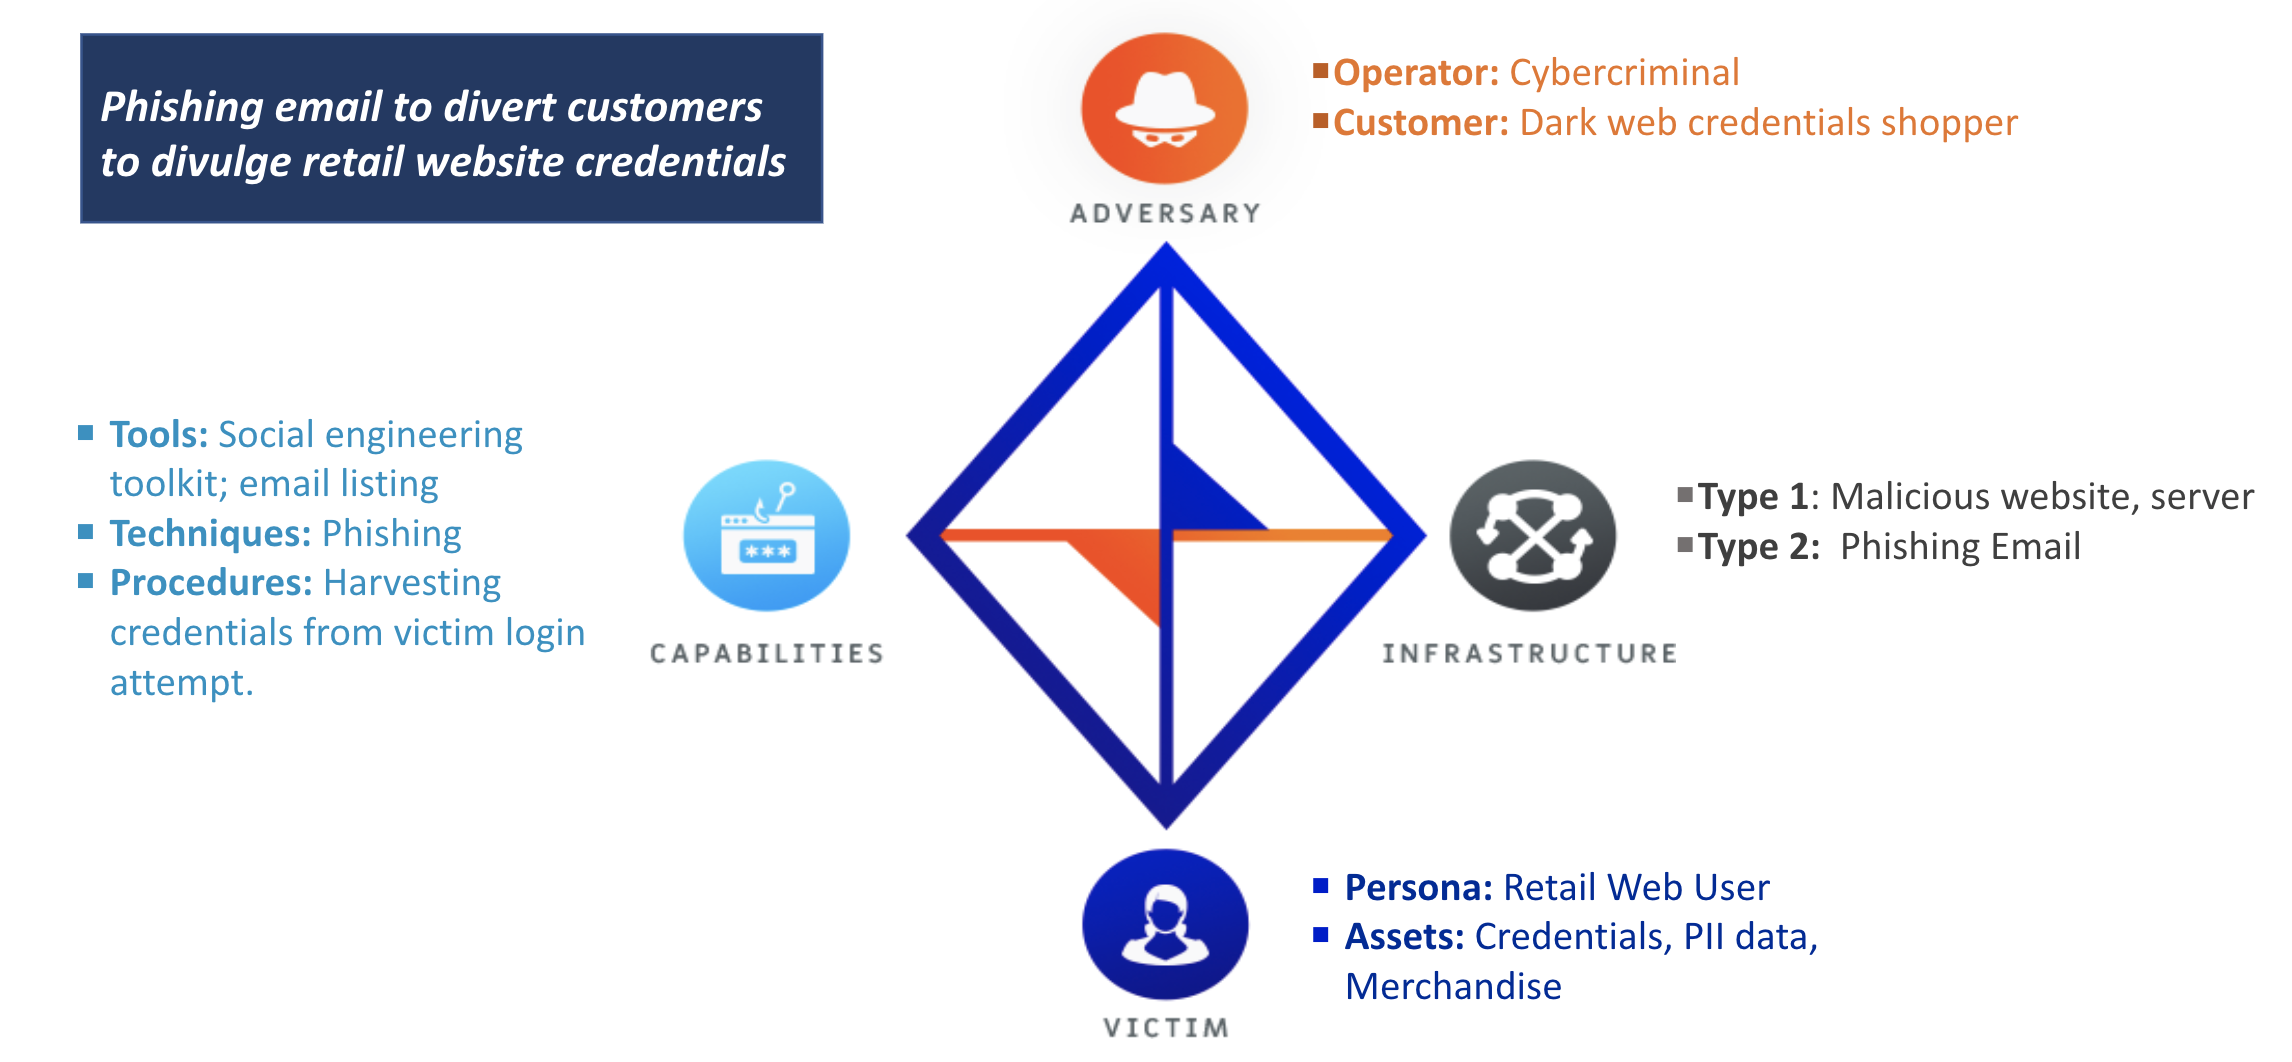 Phishing email to divert customers
to divulge retail website credentials
■Operator: Cybercriminal
■Customer: Dark web credentials shopper
ADVERSARY
■ Tools: Social engineering
toolkit; email listing
■ Techniques: Phishing
■ Procedures: Harvesting
credentials from victim login
attempt.
***
CAPABILITIES
INFRASTRUCTURE
■Type 1: Malicious website, server
■Type 2:  Phishing Email
■ Persona: Retail Web User
■ Assets: Credentials, PII data,
Merchandise
VICTIM